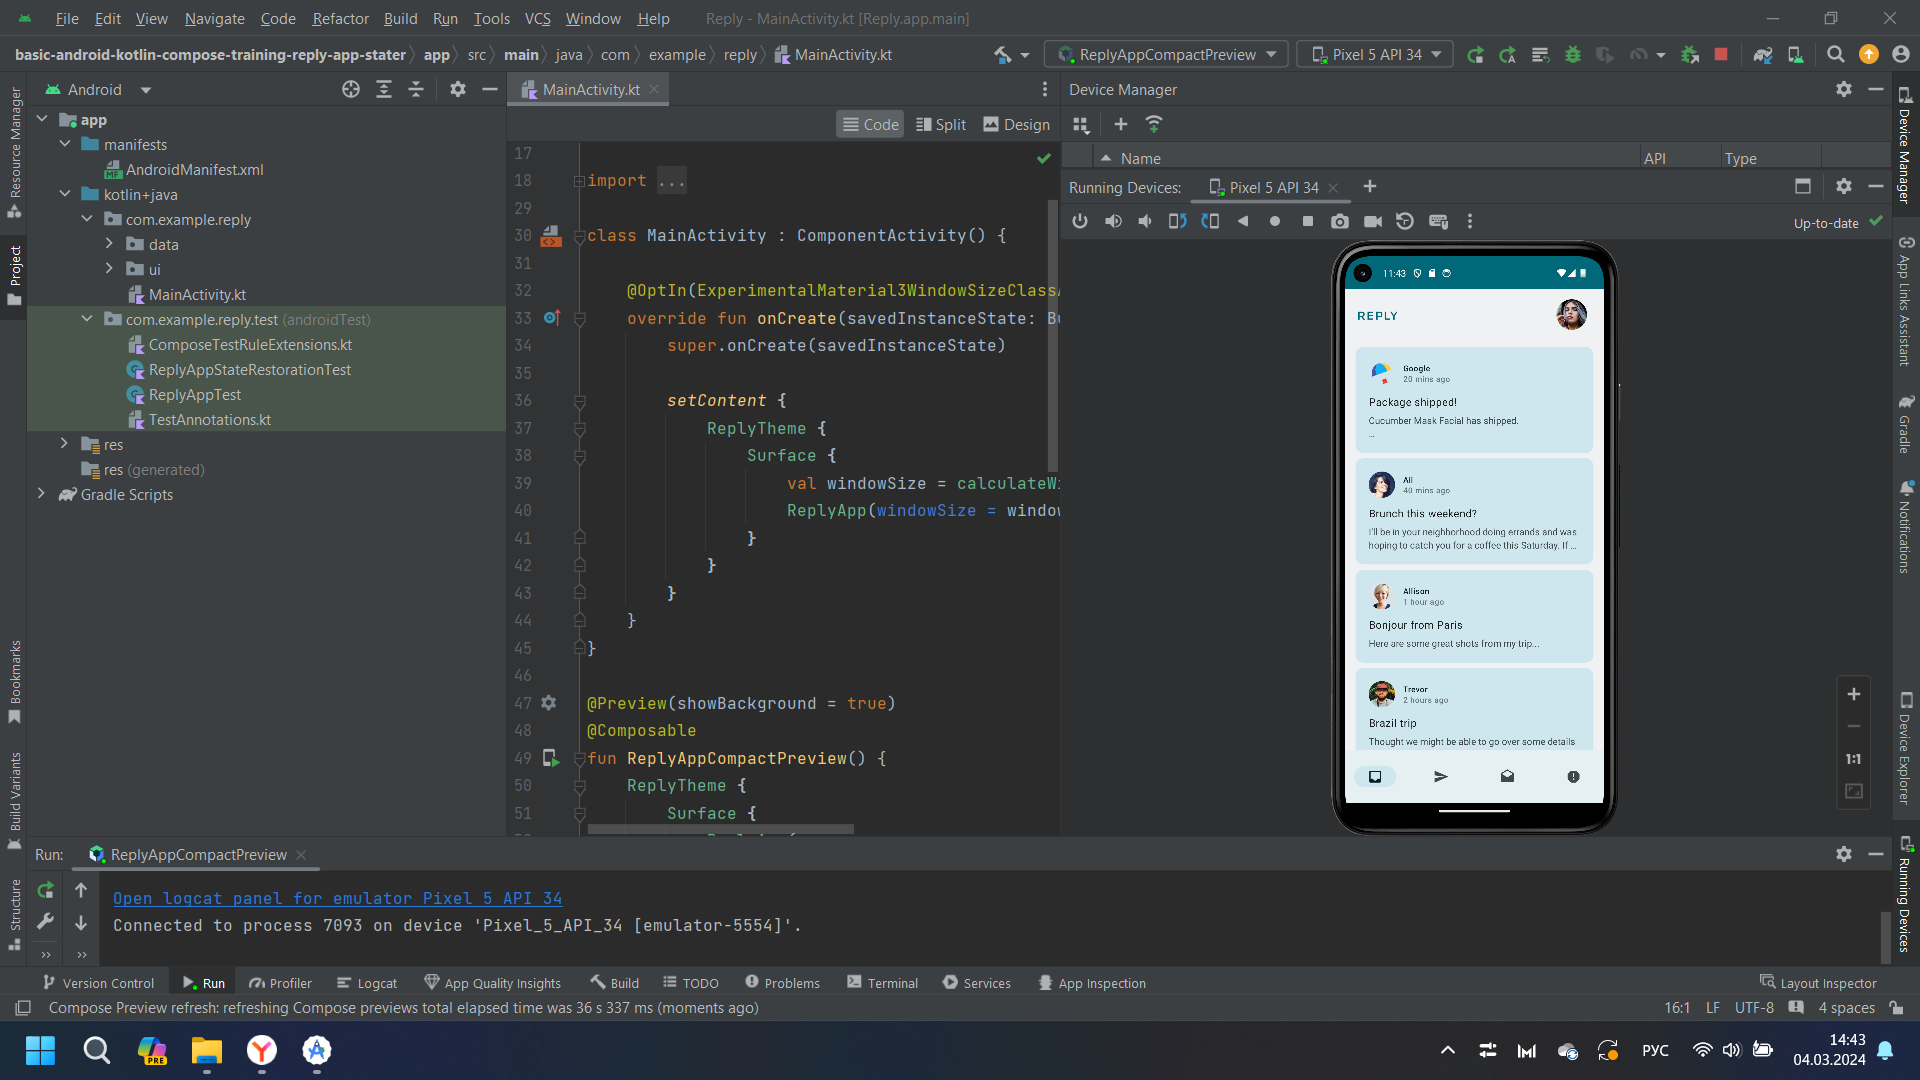 File Edit View Navigate Code Refactor Build Run Tools VCS Window Help Reply - MainActivity.kt [Reply.app.main]
basic-android-kotlin-compose-training-reply-app-stater app src main java com example reply MainActivity.kt
ReplyAppCompactPreview Pixel 5 API 34
Android
MainActivity.kt
Device Manager
Code Split Design
Name API Type
Running Devices: Pixel 5 API 34
Up-to-date
Resource Manager
Project
Bookmarks
Build Variants
Structure
app
manifests
AndroidManifest.xml
kotlin+java
com.example.reply
data
ui
MainActivity.kt
com.example.reply.test (androidTest)
ComposeTestRuleExtensions.kt
ReplyAppStateRestorationTest
ReplyAppTest
TestAnnotations.kt
res
res (generated)
Gradle Scripts
17
18 import ...
29
30 class MainActivity : ComponentActivity() {
31
32 @OptIn(ExperimentalMaterial3WindowSizeClass
33 override fun onCreate(savedInstanceState: Bu
34 super.onCreate(savedInstanceState)
35
36 setContent {
37 ReplyTheme {
38 Surface {
39 val windowSize = calculateWi
40 ReplyApp(windowSize = window
41 }
42 }
43 }
44 }
45 }
46
47 @Preview(showBackground = true)
48 @Composable
49 fun ReplyAppCompactPreview() {
50 ReplyTheme {
51 Surface {
11:43
REPLY
Google
20 mins ago
Package shipped!
Cucumber Mask Facial has shipped.
...
Ali
40 mins ago
Brunch this weekend?
I'll be in your neighborhood doing errands and was
hoping to catch you for a coffee this Saturday. If ...
Allison
1 hour ago
Bonjour from Paris
Here are some great shots from my trip...
Trevor
2 hours ago
Brazil trip
Thought we might be able to go over some details
1:1
Device Manager
App Links Assistant
Gradle
Notifications
Device Explorer
Running Devices
Run: ReplyAppCompactPreview
Open logcat panel for emulator Pixel 5 API 34
Connected to process 7093 on device 'Pixel_5_API_34 [emulator-5554]'.
Version Control Run Profiler Logcat App Quality Insights Build TODO Problems Terminal Services App Inspection Layout Inspector
Compose Preview refresh: refreshing Compose previews total elapsed time was 36 s 337 ms (moments ago) 16:1 LF UTF-8 4 spaces
PRE
РУС
14:43
04.03.2024